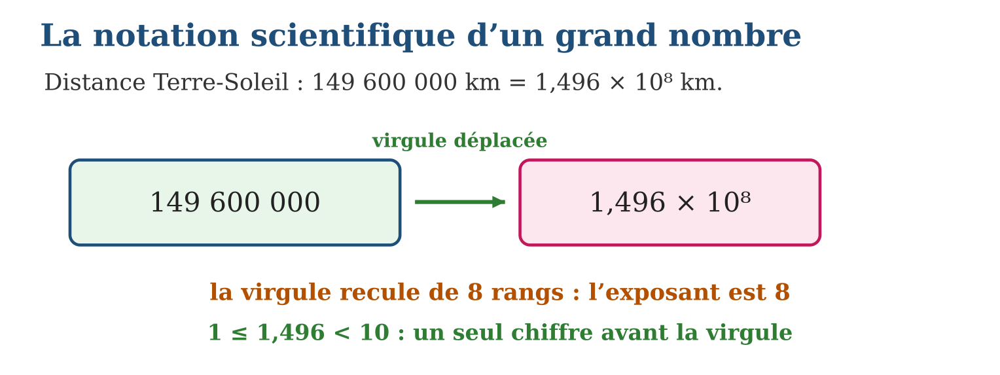 La notation scientifique d’un grand nombre
Distance Terre-Soleil : 149 600 000 km = 1,496 × 10⁸ km.
virgule déplacée
149 600 000
1,496 × 10⁸
la virgule recule de 8 rangs : l’exposant est 8
1 ≤ 1,496 < 10 : un seul chiffre avant la virgule